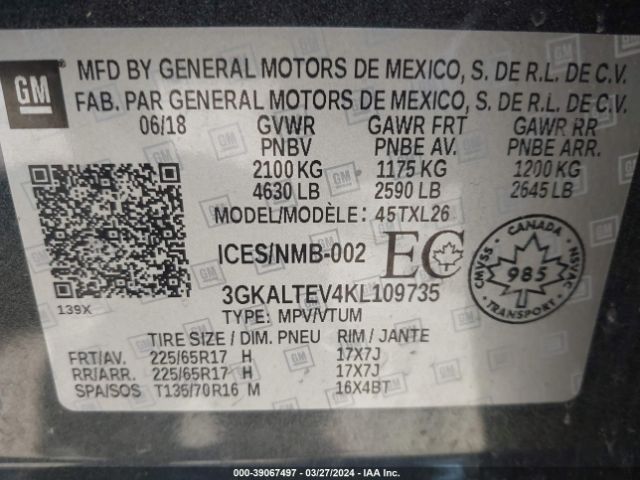 GM
MFD BY GENERAL MOTORS DE MEXICO, S. DE R.L. DE C.V.
FAB. PAR GENERAL MOTORS DE MEXICO, S. DE R.L. DE C.V.
06/18 GVWR GAWR FRT GAWR RR
PNBV PNBE AV. PNBE ARR.
2100 KG 1175 KG 1200 KG
4630 LB 2590 LB 2645 LB
MODEL/MODÈLE: 45TXL26
ICES/NMB-002 EC
CANADA
CMVSS 985 NSVAC
TRANSPORT
3GKALTEV4KL109735
139X
TYPE: MPV/VTUM
TIRE SIZE / DIM. PNEU RIM / JANTE
FRT/AV. 225/65R17 H 17X7J
RR/ARR. 225/65R17 H 17X7J
SPA/SOS T135/70R16 M 16X4BT
000-39067497 - 03/27/2024 - IAA Inc.